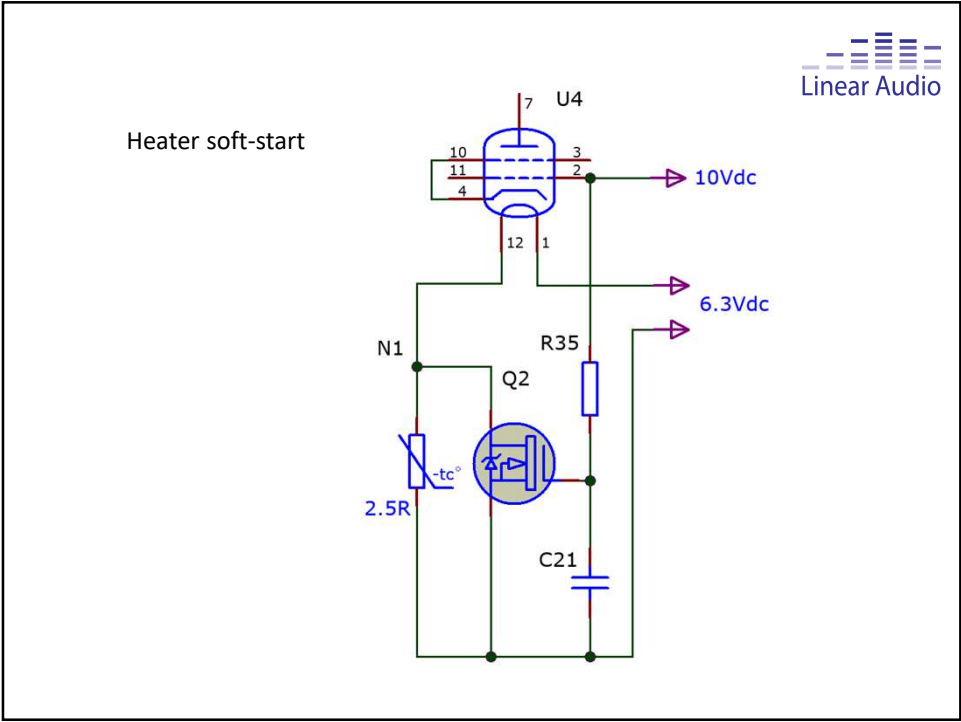 Linear Audio
Heater soft-start
U4
7
10
3
11
2
4
10Vdc
12
1
6.3Vdc
N1
R35
Q2
-tc°
2.5R
C21